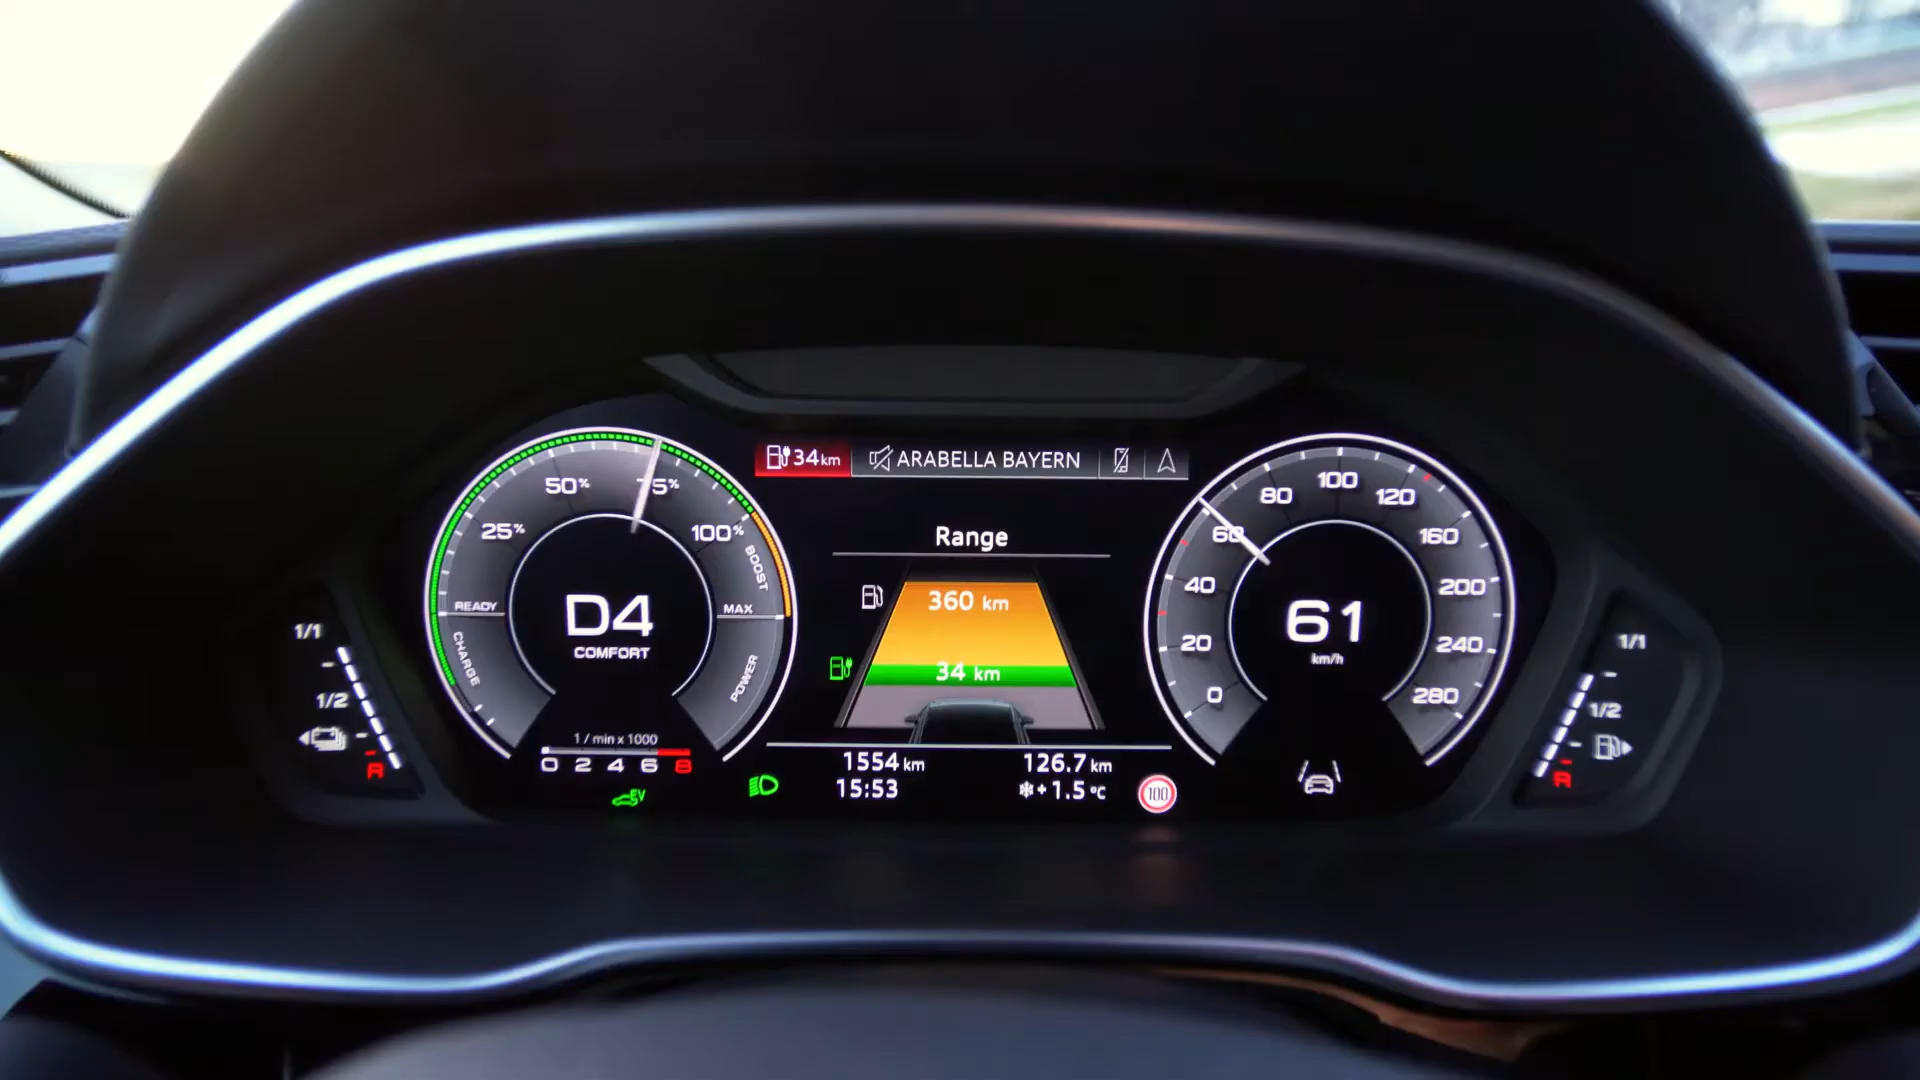 34 km
ARABELLA BAYERN
Range
360 km
34 km
1554 km
126.7 km
15:53
+1.5 °C
100
25%
50%
75%
100%
BOOST
READY
MAX
CHARGE
POWER
D4
COMFORT
1 / min x 1000
0 2 4 6 8
EV
0
20
40
60
80
100
120
160
200
240
280
61
km/h
1/1
1/2
R
1/1
1/2
R